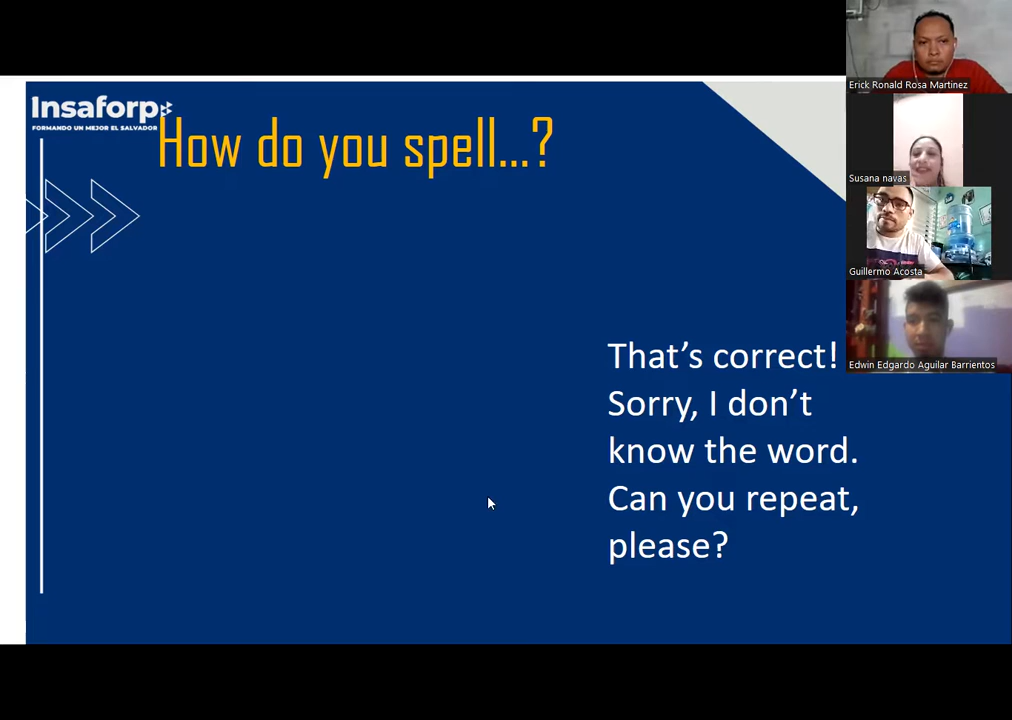 Insaforp
FORMANDO UN MEJOR EL SALVADOR
How do you spell...?
That's correct!
Sorry, I don't
know the word.
Can you repeat,
please?
Erick Ronald Rosa Martinez
Susana navas
Guillermo Acosta
Edwin Edgardo Aguilar Barrientos